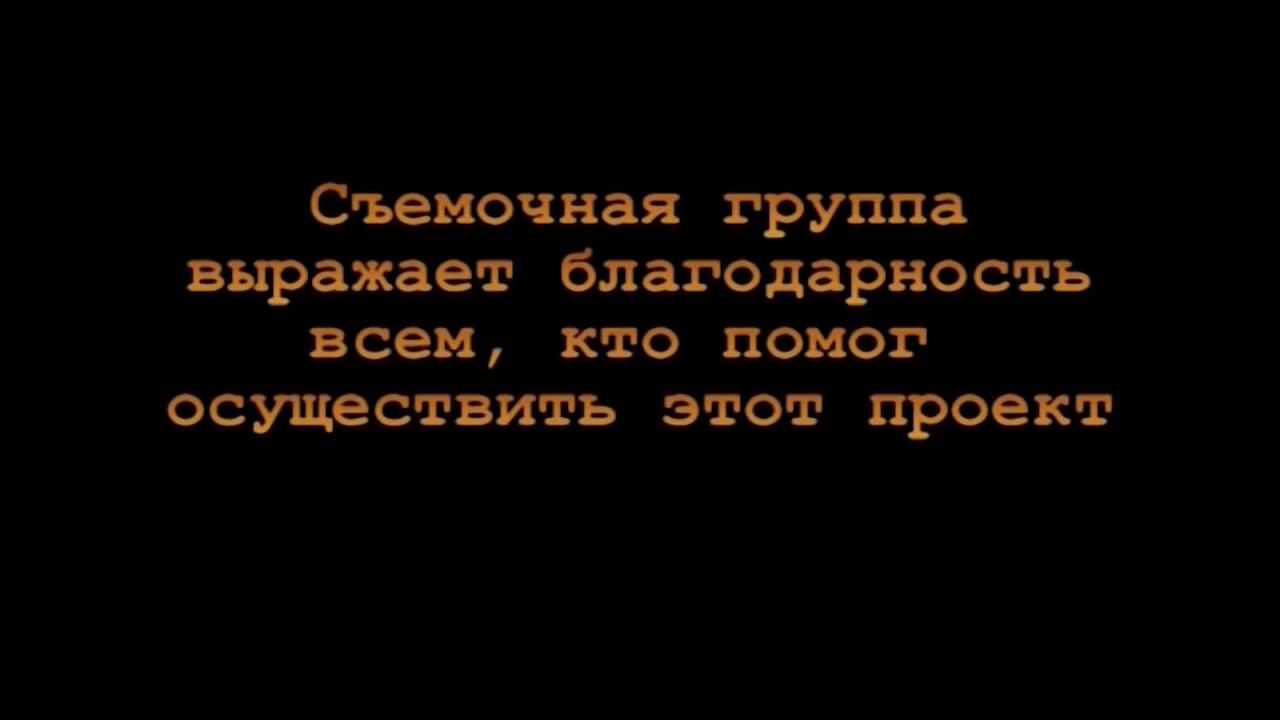 Съемочная группа
выражает благодарность
всем, кто помог
осуществить этот проект